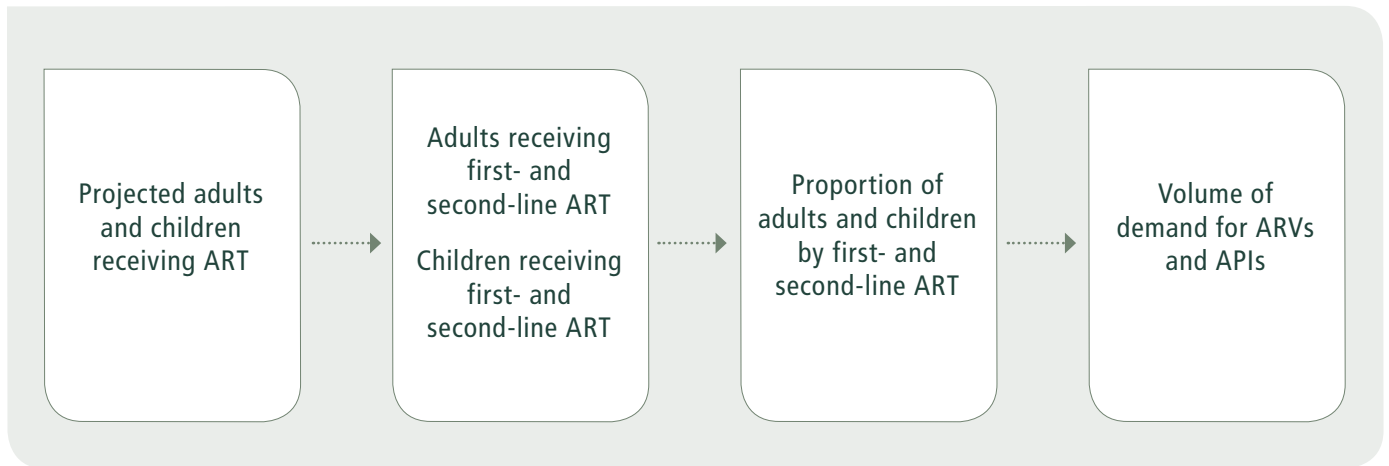 Projected adults
and children
receiving ART
Adults receiving
first- and
second-line ART
Children receiving
first- and
second-line ART
Proportion of
adults and children
by first- and
second-line ART
Volume of
demand for ARVs
and APIs